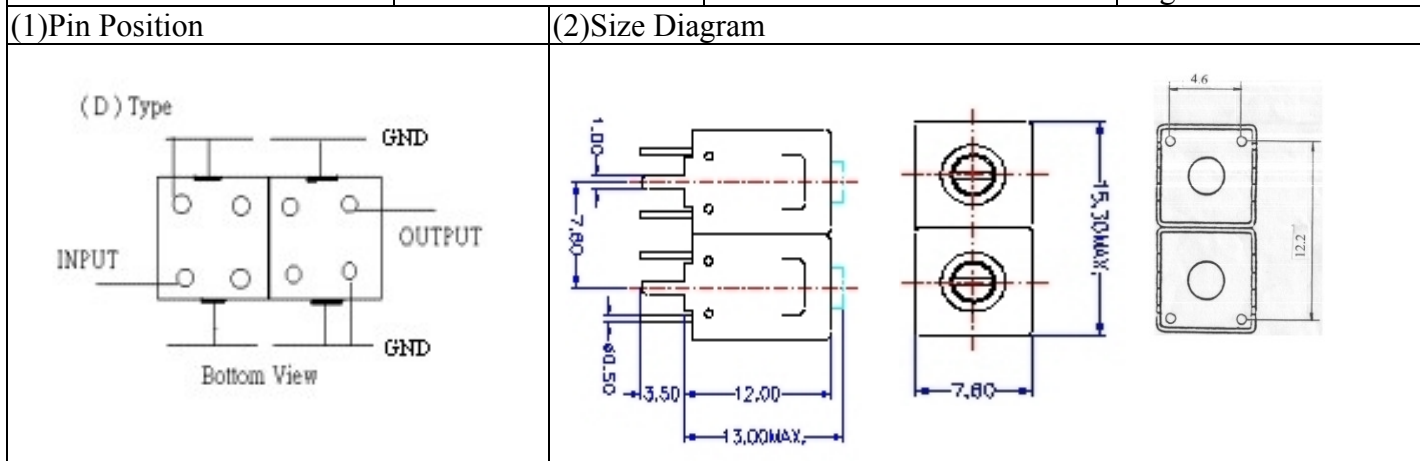 (1)Pin Position
(2)Size Diagram
(D) Type
GND
OUTPUT
INPUT
GND
Bottom View
1,00
7,80
ø0,50
3,50
12,00
13,00MAX,
15,30MAX,
7,80
4.6
12.2